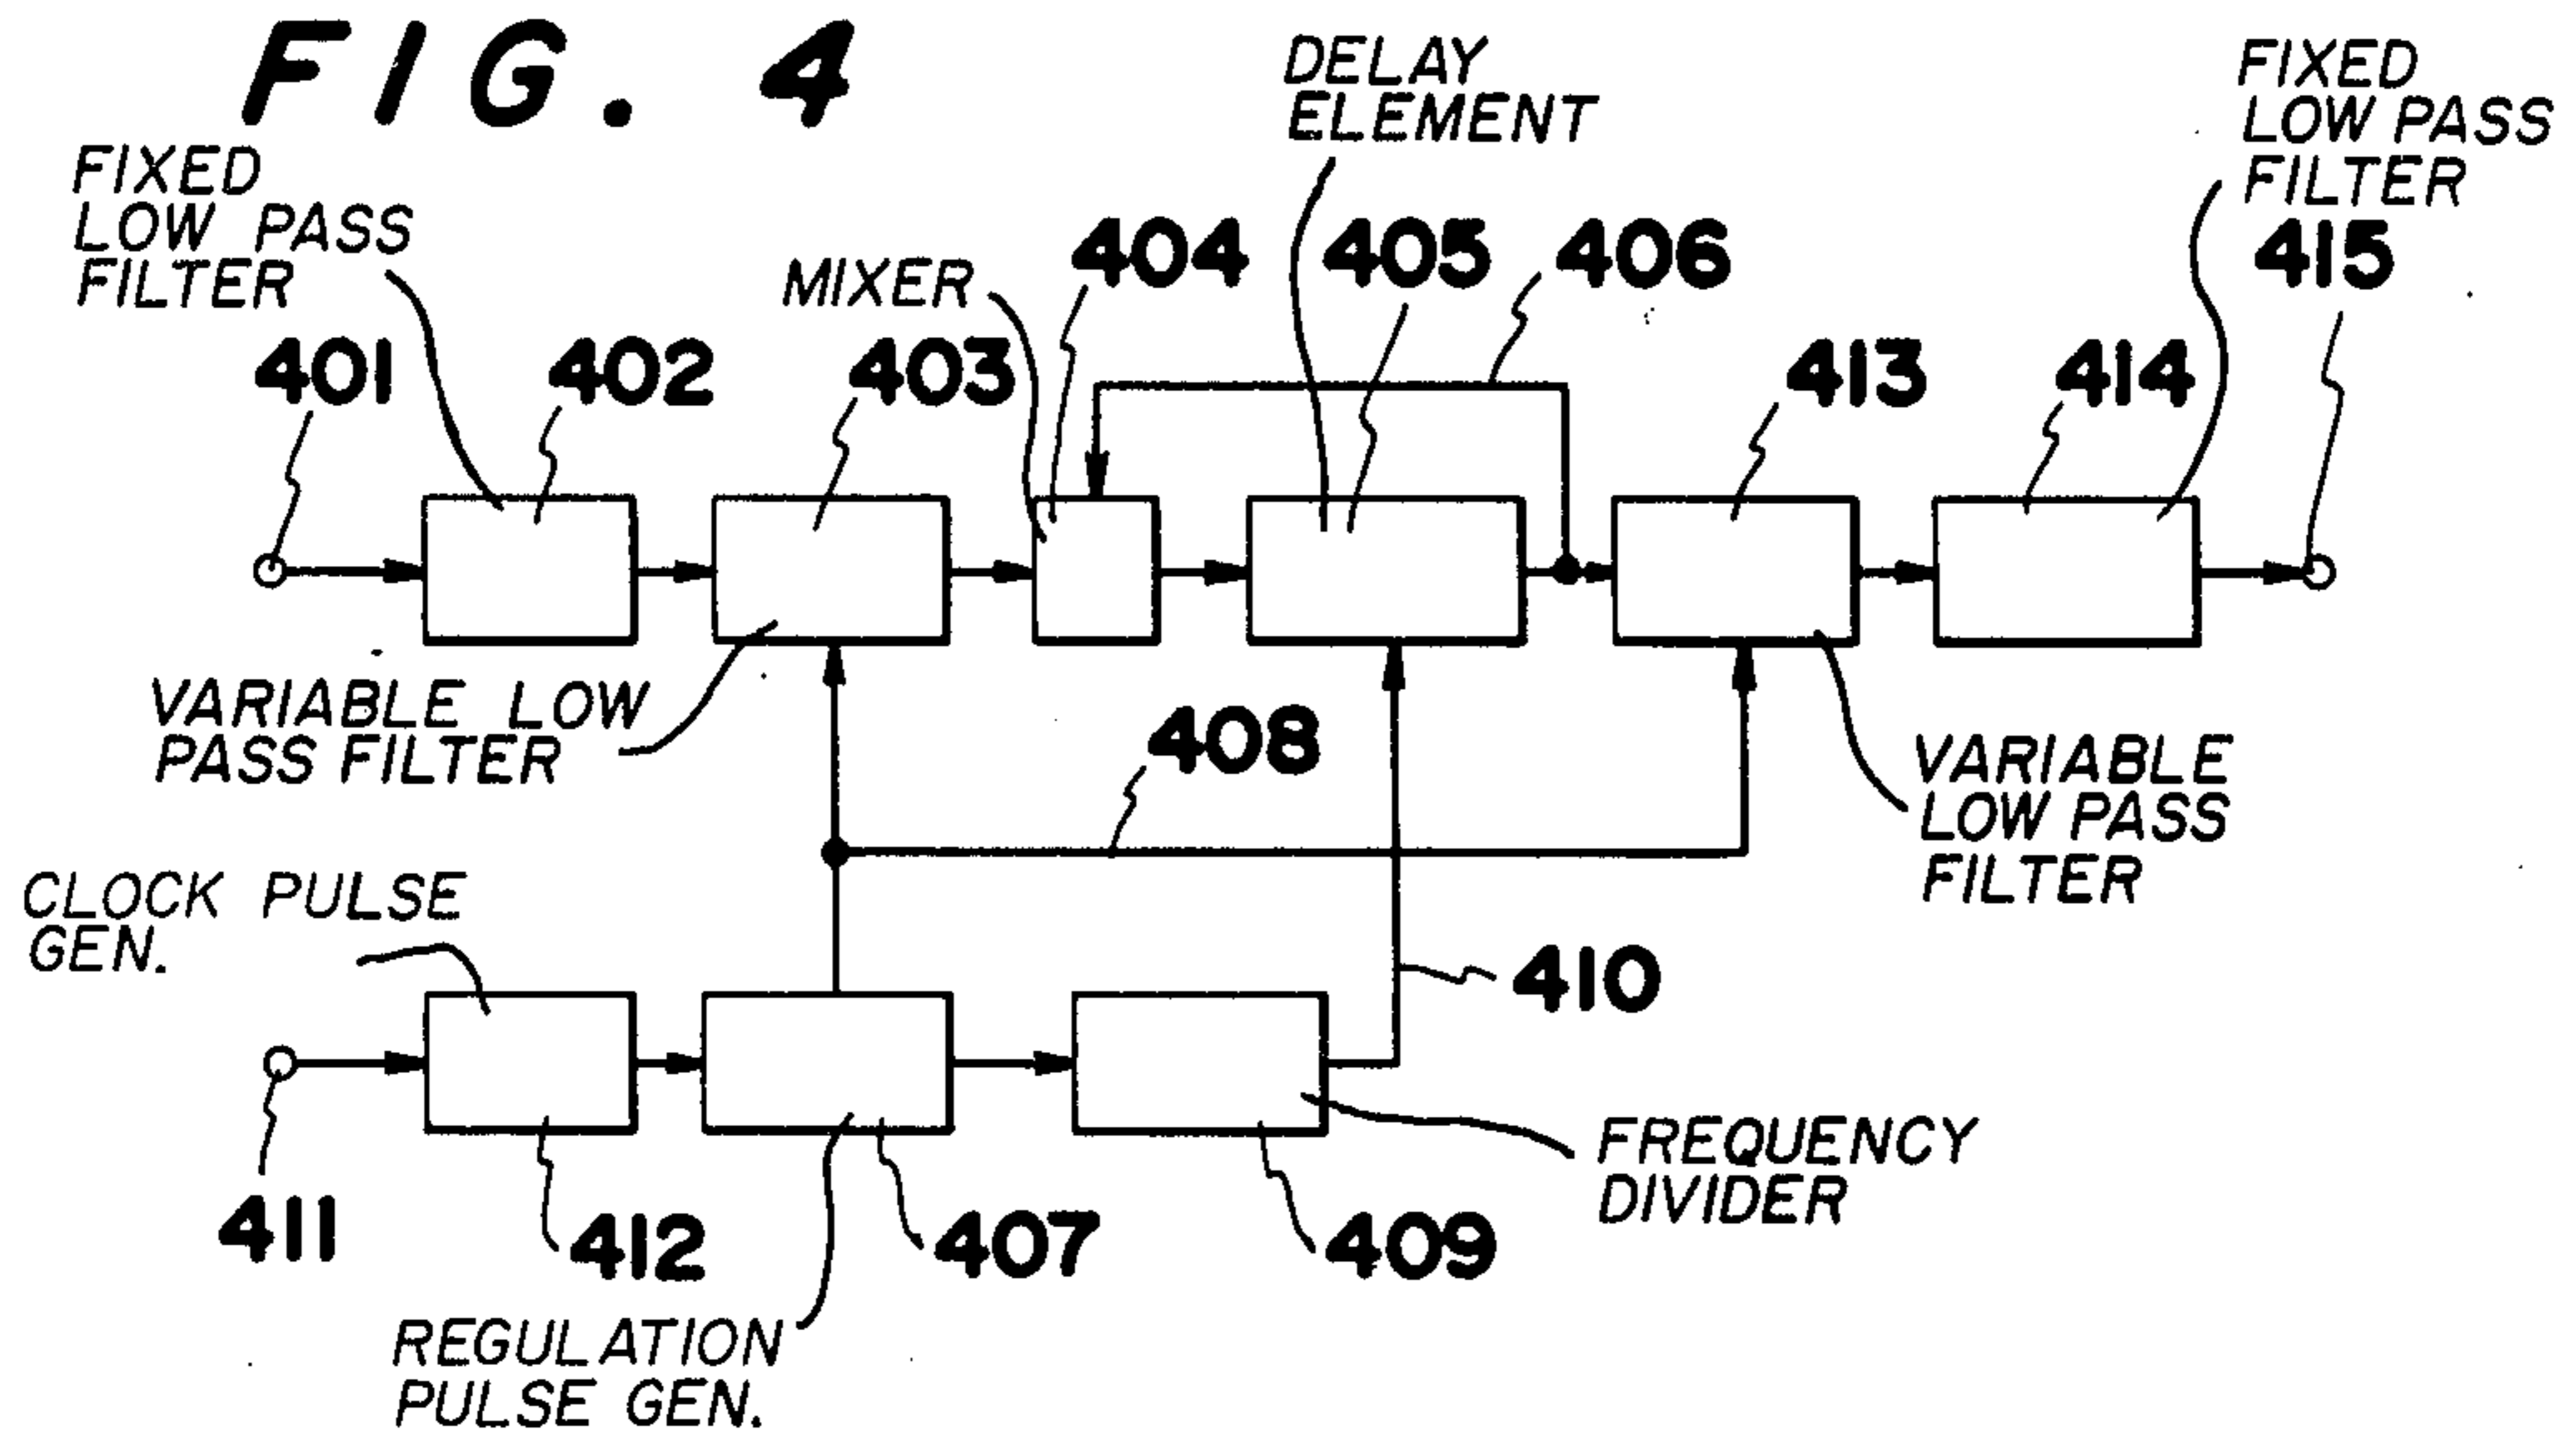 FIG. 4
DELAY
ELEMENT
FIXED
LOW PASS
FILTER
FIXED
LOW PASS
FILTER
MIXER
404
405
406
415
401
402
403
413
414
VARIABLE LOW
PASS FILTER
408
VARIABLE
LOW PASS
FILTER
CLOCK PULSE
GEN.
410
FREQUENCY
DIVIDER
411
412
407
409
REGULATION
PULSE GEN.